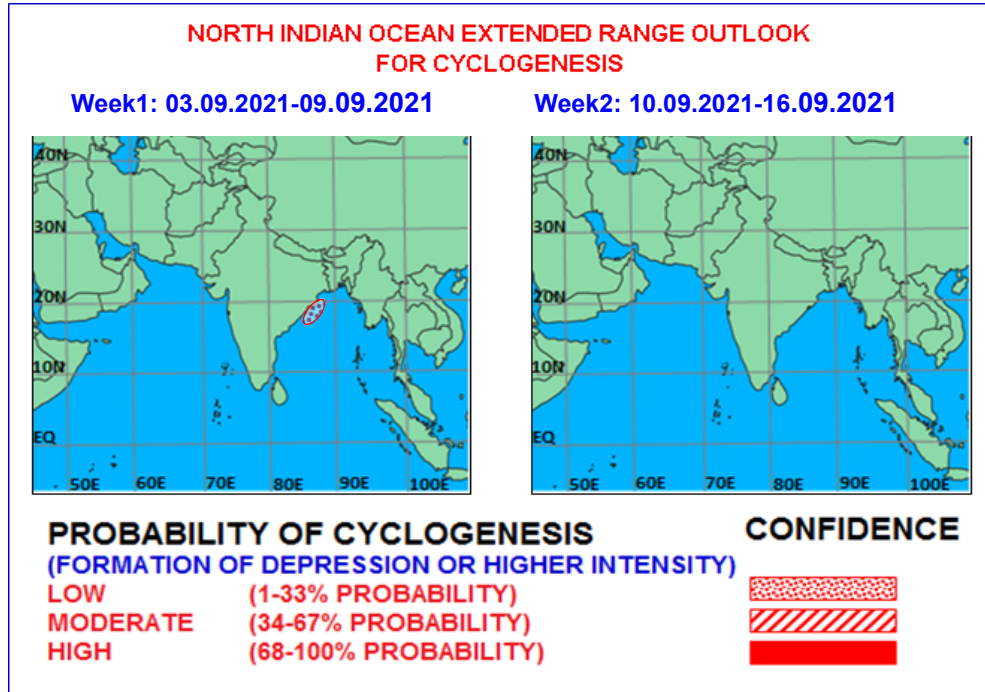 NORTH INDIAN OCEAN EXTENDED RANGE OUTLOOK
FOR CYCLOGENESIS
Week1: 03.09.2021-09.09.2021
Week2: 10.09.2021-16.09.2021
40N
30N
20N
10N
EQ
50E 60E 70E 80E 90E 100E
40N
30N
20N
10N
EQ
50E 60E 70E 80E 90E 100E
PROBABILITY OF CYCLOGENESIS
CONFIDENCE
(FORMATION OF DEPRESSION OR HIGHER INTENSITY)
LOW (1-33% PROBABILITY)
MODERATE (34-67% PROBABILITY)
HIGH (68-100% PROBABILITY)